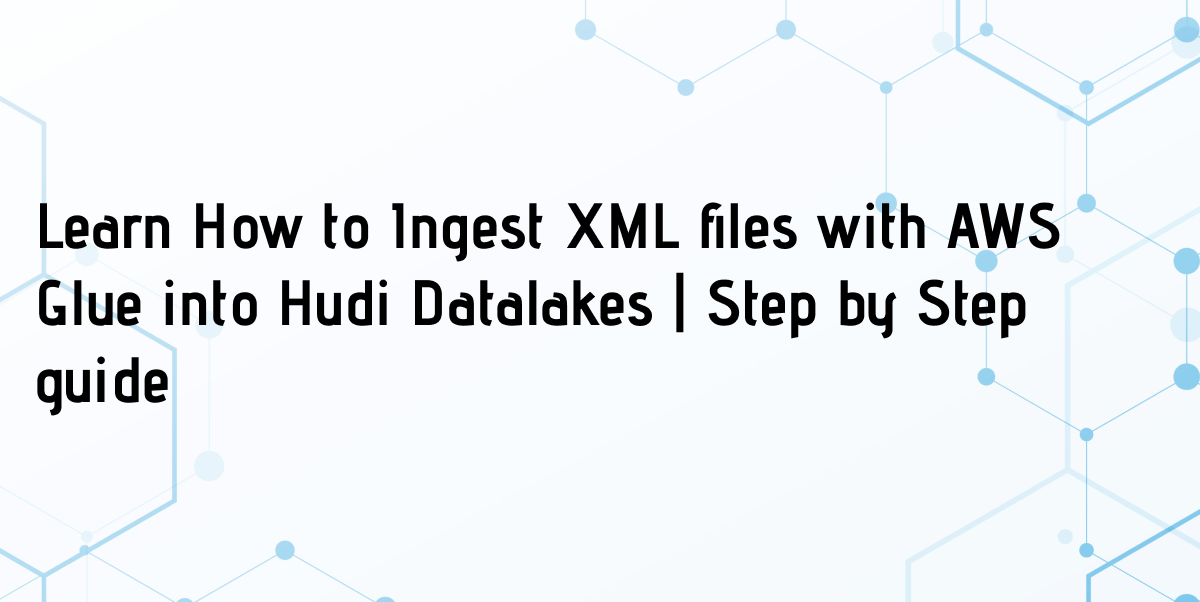 Learn How to Ingest XML files with AWS
Glue into Hudi Datalakes | Step by Step
guide